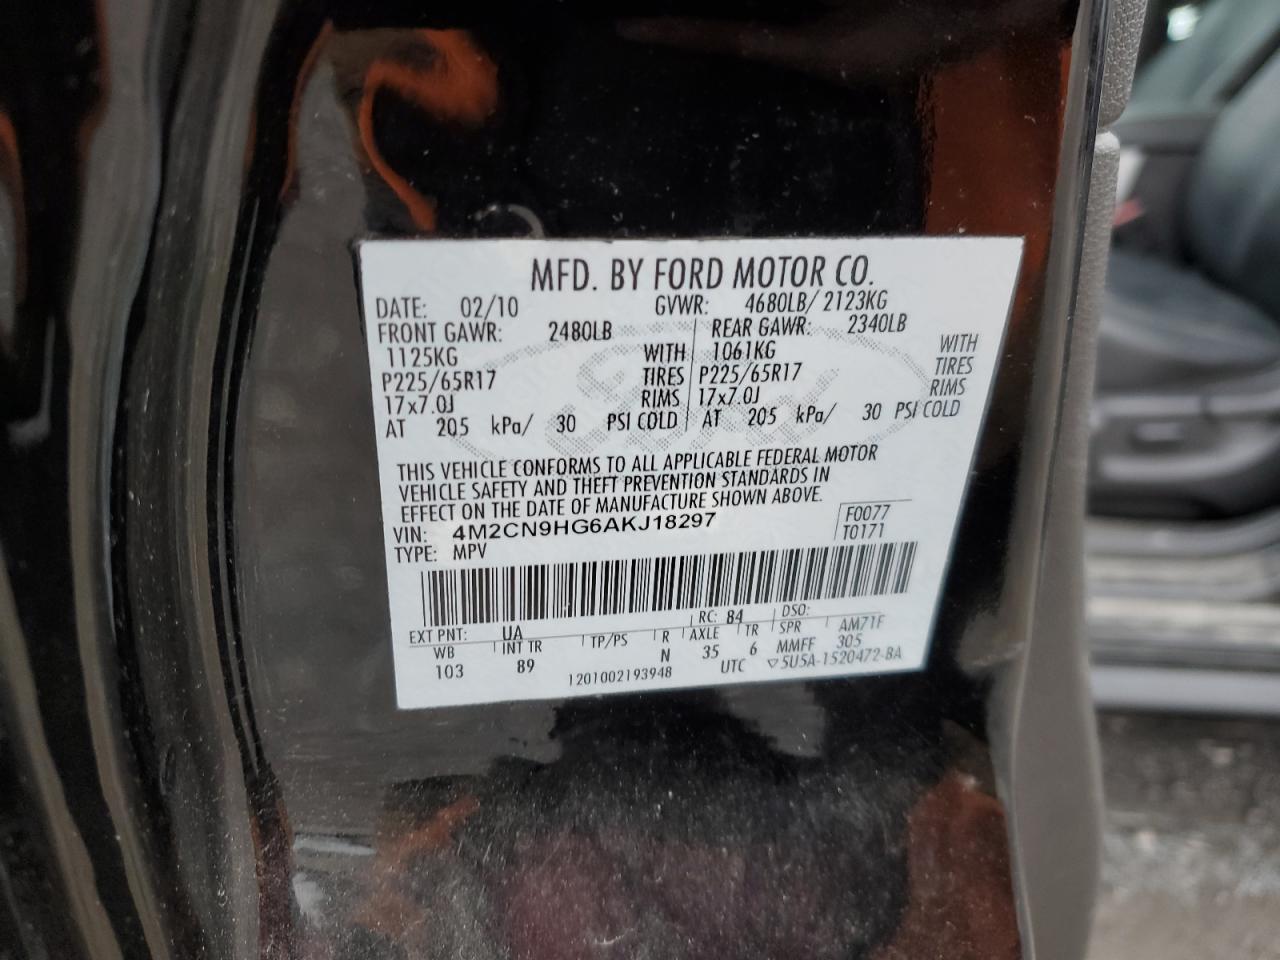 MFD. BY FORD MOTOR CO.
DATE: 02/10 GVWR: 4680LB/ 2123KG
FRONT GAWR: 2480LB REAR GAWR: 2340LB
1125KG WITH 1061KG WITH
P225/65R17 TIRES P225/65R17 TIRES
17x7.0J RIMS 17x7.0J RIMS
AT 205 kPa/ 30 PSI COLD AT 205 kPa/ 30 PSI COLD
THIS VEHICLE CONFORMS TO ALL APPLICABLE FEDERAL MOTOR
VEHICLE SAFETY AND THEFT PREVENTION STANDARDS IN
EFFECT ON THE DATE OF MANUFACTURE SHOWN ABOVE.
VIN: 4M2CN9HG6AKJ18297 F0077
TYPE: MPV T0171
EXT PNT: UA RC: 84 DSO:
WB INT TR TP/PS R AXLE TR SPR AM71F
103 89 N 35 6 MMFF 305
1201002193948 UTC ▽5U5A-1520472-BA